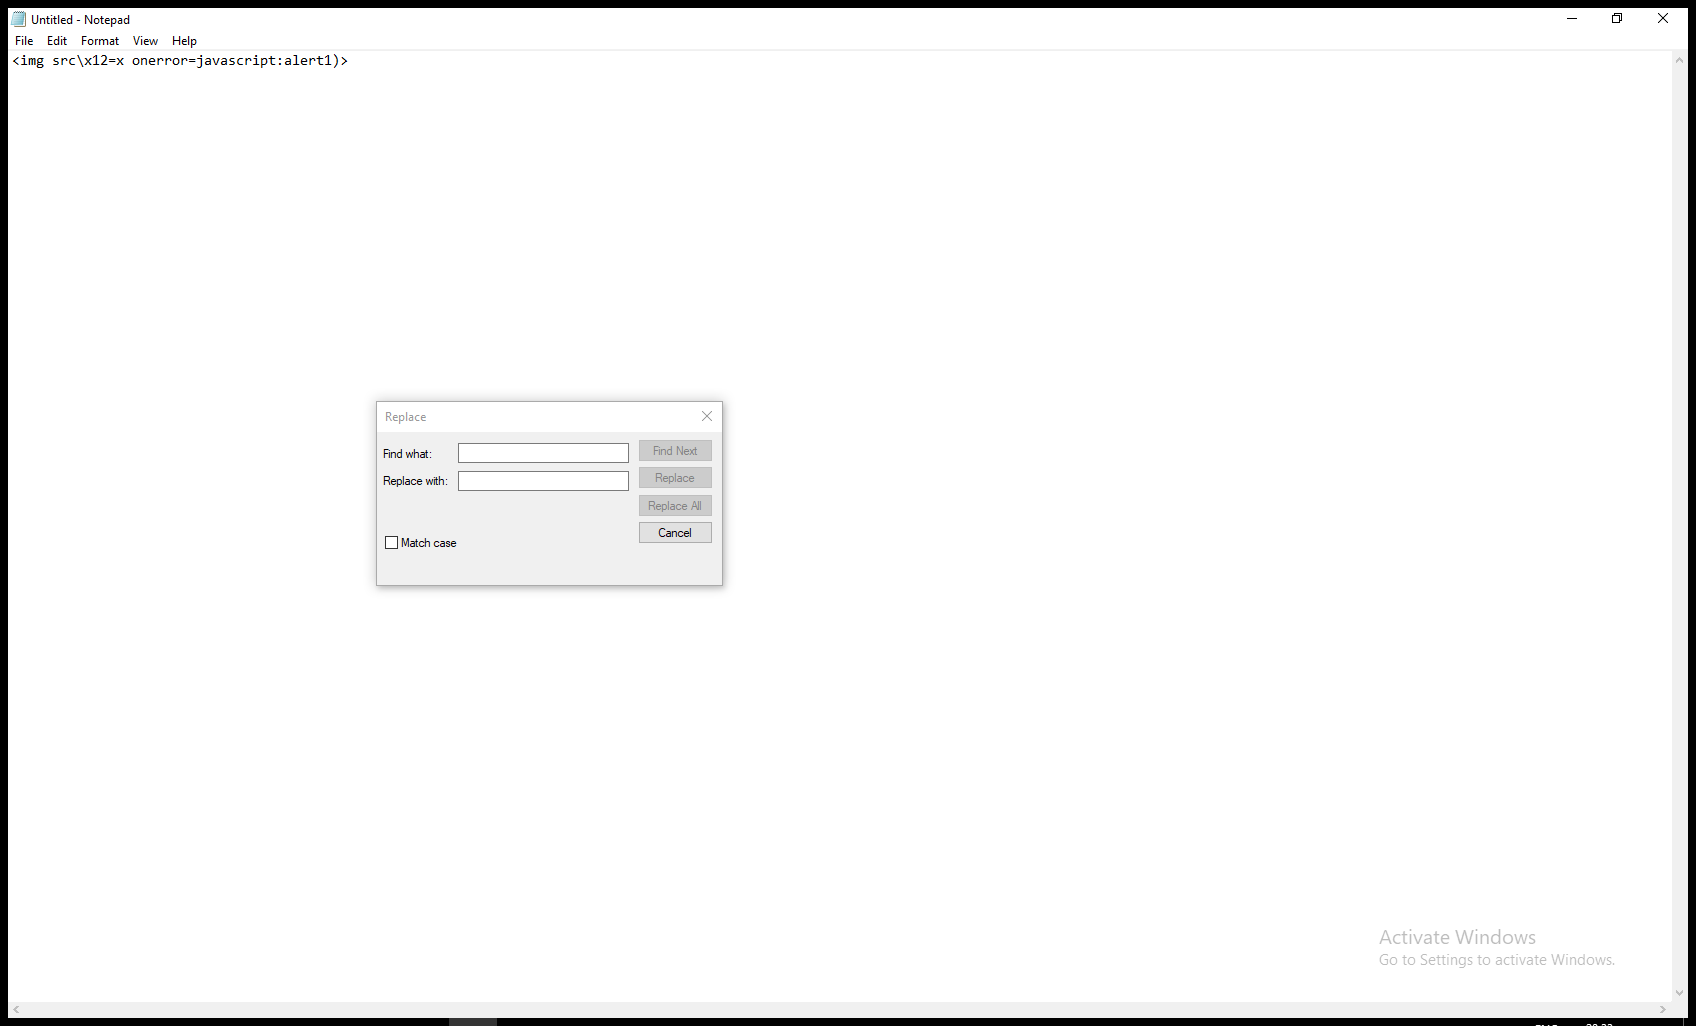 Untitled - Notepad
File Edit Format View Help
<img src\x12=x onerror=javascript:alert1)>
Replace
Find what:
Find Next
Replace with:
Replace
Replace All
Cancel
Match case
Activate Windows
Go to Settings to activate Windows.